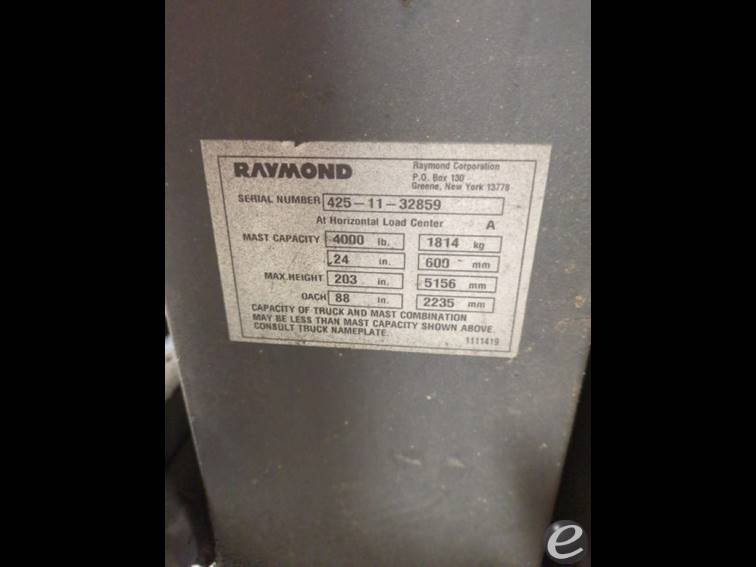 RAYMOND
Raymond Corporation
P.O. Box 130
Greene, New York 13778
SERIAL NUMBER 425-11-32859
At Horizontal Load Center A
MAST CAPACITY 4000 lb. 1814 kg
24 in. 600 mm
MAX.HEIGHT 203 in. 5156 mm
OACH 88 in. 2235 mm
CAPACITY OF TRUCK AND MAST COMBINATION
MAY BE LESS THAN MAST CAPACITY SHOWN ABOVE.
CONSULT TRUCK NAMEPLATE.
1111419
e